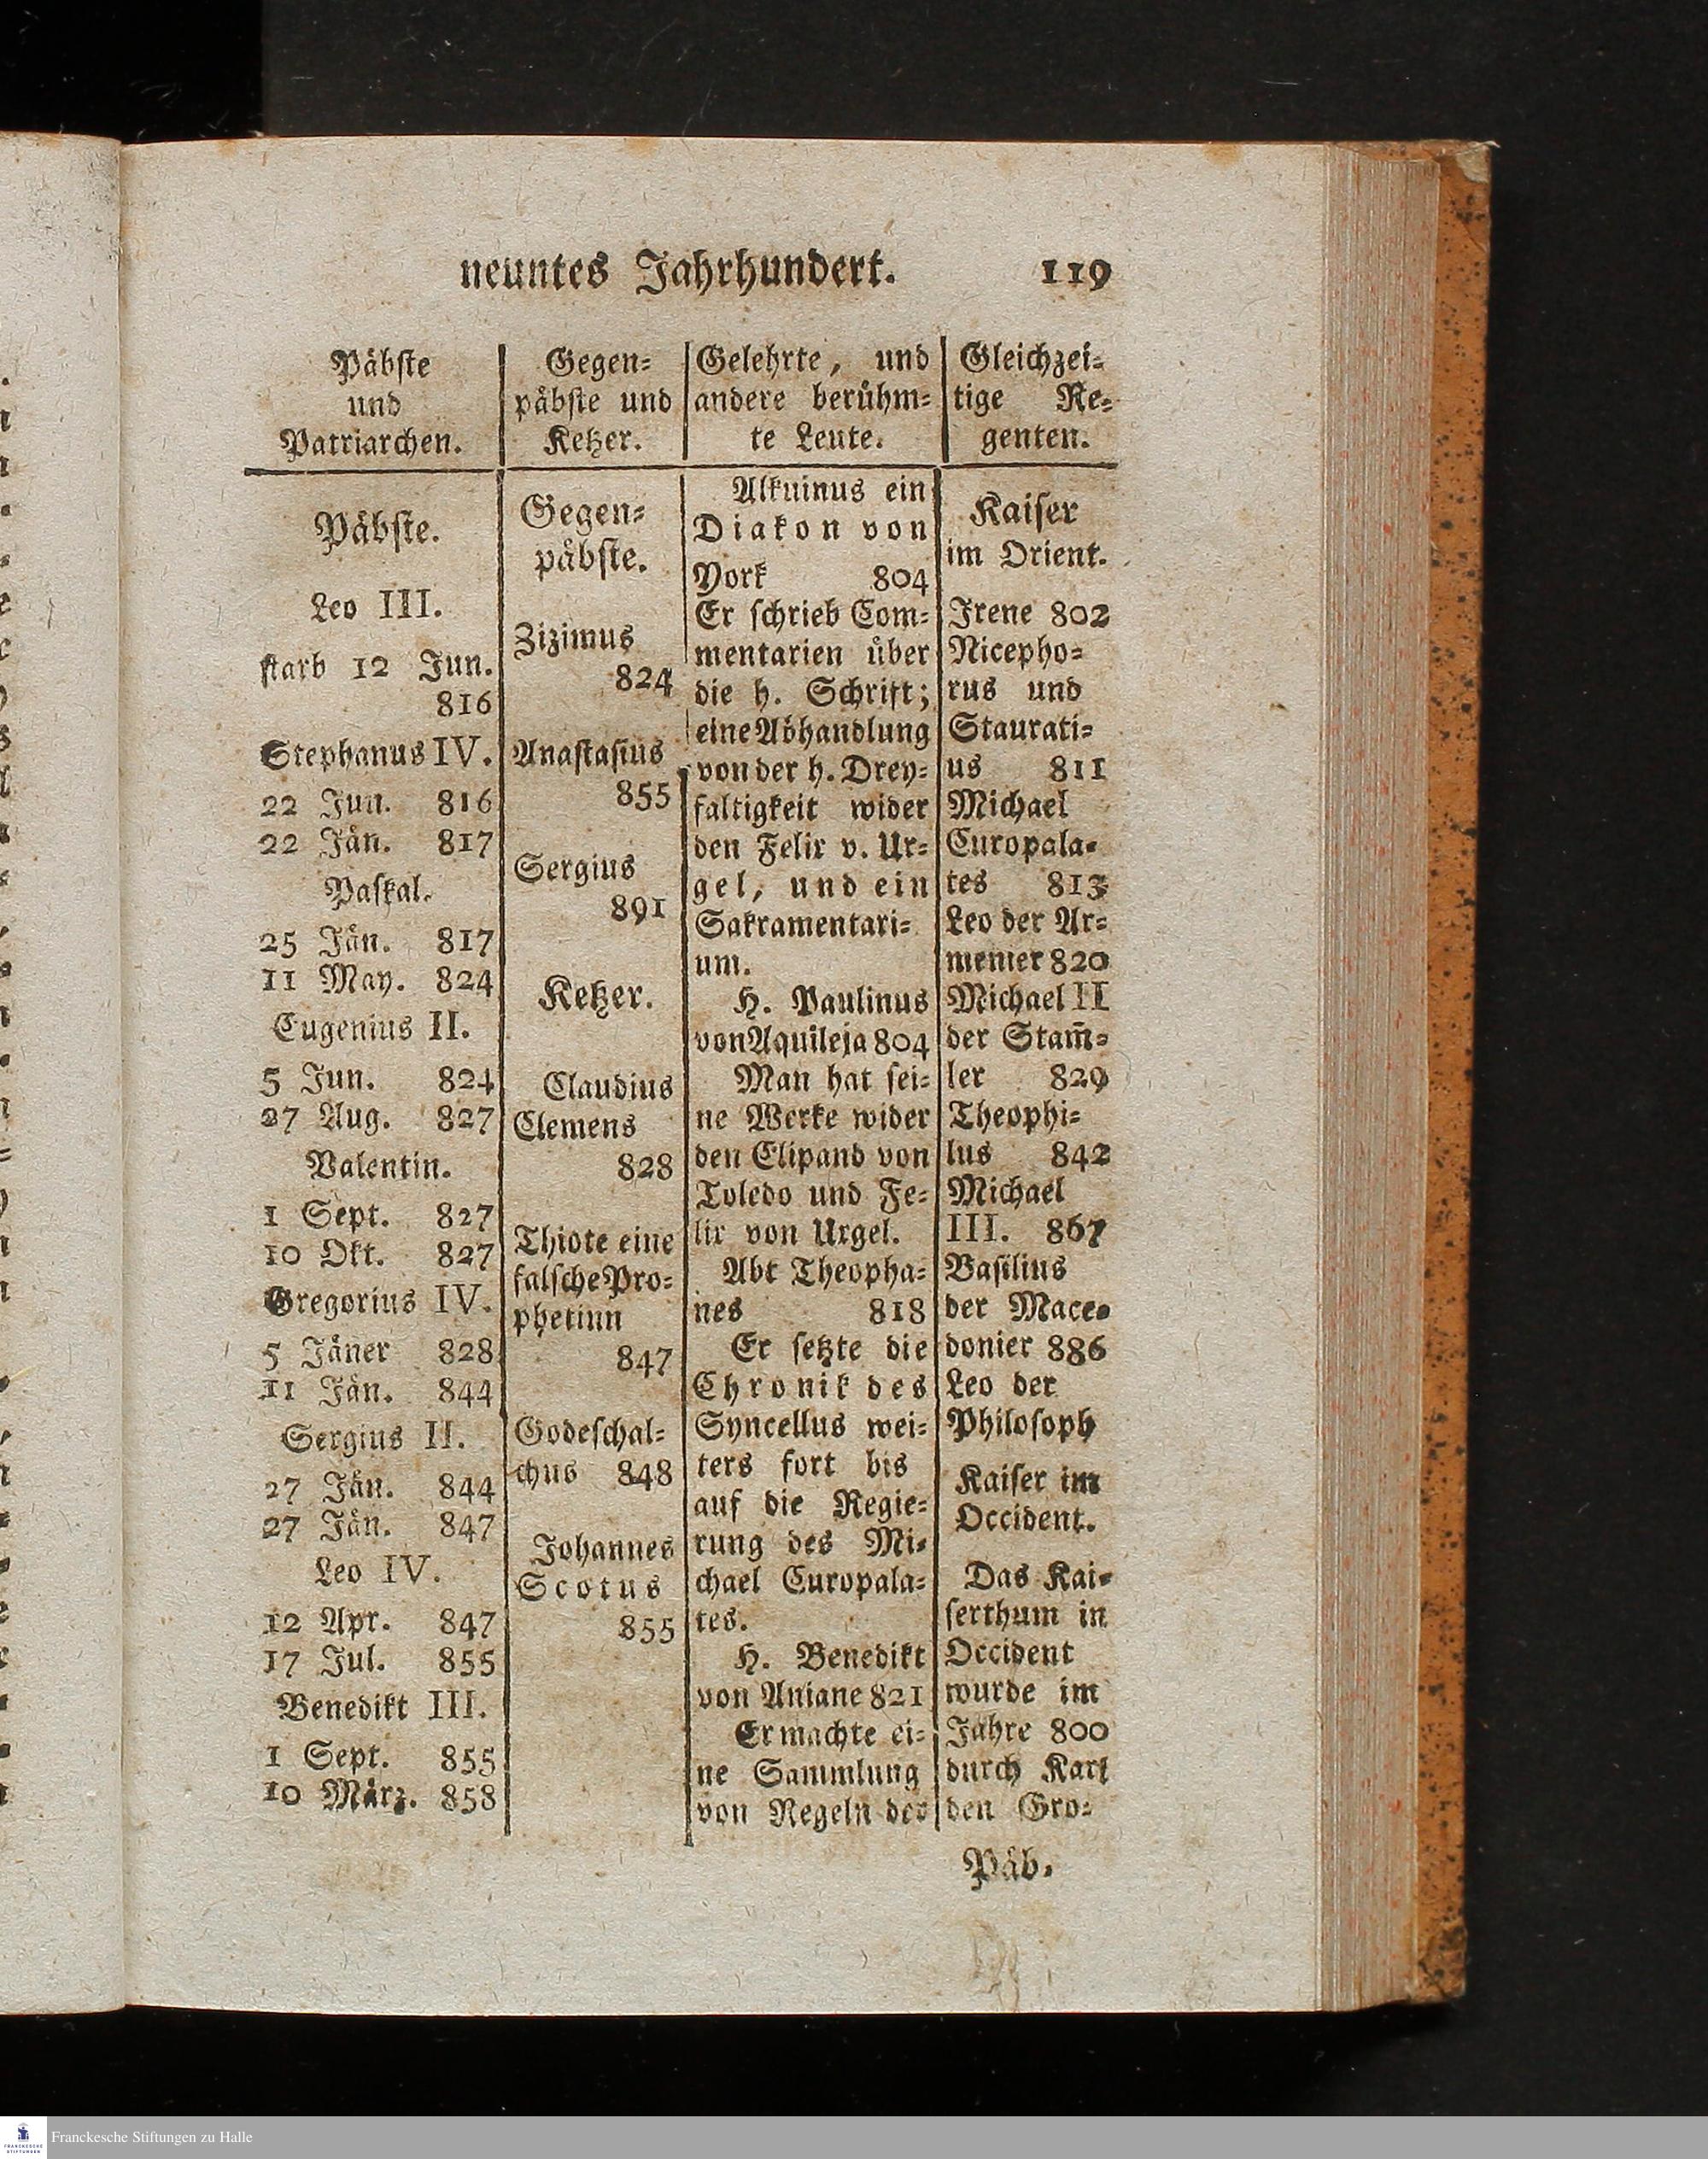 neuntes Jahrhundert. 119
Päbste
und
Patriarchen.
Gegen=
päbste und
Ketzer.
Gelehrte, und
andere berühm=
te Leute.
Gleichzei=
tige Re=
genten.
Päbste.
Leo III.
starb 12 Jun.
816
Stephanus IV.
22 Jun. 816
22 Jän. 817
Paskal.
25 Jän. 817
11 May. 824
Eugenius II.
5 Jun. 824
27 Aug. 827
Valentin.
1 Sept. 827
10 Okt. 827
Gregorius IV.
5 Jäner 828
11 Jän. 844
Sergius II.
27 Jän. 844
27 Jän. 847
Leo IV.
12 Apr. 847
17 Jul. 855
Benedikt III.
1 Sept. 855
10 März. 858
Gegen=
päbste.
Zizimus
824
Anastasius
855
Sergius
891
Ketzer.
Claudius
Clemens
828
Thiote eine
falsche Pro=
phetinn
847
Godeschal=
chus 848
Johannes
Scotus
855
Alkuinus ein
Diakon von
York 804
Er schrieb Com=
mentarien über
die h. Schrift;
eine Abhandlung
von der h. Drey=
faltigkeit wider
den Felix v. Ur=
gel, und ein
Sakramentari=
um.
H. Paulinus
von Aquileja 804
Man hat sei=
ne Werke wider
den Elipand von
Toledo und Fe=
lix von Urgel.
Abt Theopha=
nes 818
Er setzte die
Chronik des
Syncellus wei=
ters fort bis
auf die Regie=
rung des Mi=
chael Curopala=
tes.
H. Benedikt
von Aniane 821
Er machte ei=
ne Sammlung
von Regeln der
Kaiser
im Orient.
Irene 802
Nicepho=
rus und
Staurati=
us 811
Michael
Curopala=
tes 813
Leo der Ar=
menier 820
Michael II
der Stam̄=
ler 829
Theophi=
lus 842
Michael
III. 867
Basilius
der Mace=
donier 886
Leo der
Philosoph
Kaiser im
Occident.
Das Kai=
serthum in
Occident
wurde im
Jahre 800
durch Karl
den Gro=
Päb=
Franckesche Stiftungen zu Halle